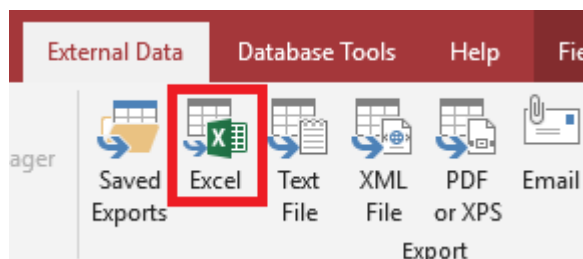 External Data Database Tools Help Fie
ager Saved Exports Excel Text File XML File PDF or XPS Email
Export